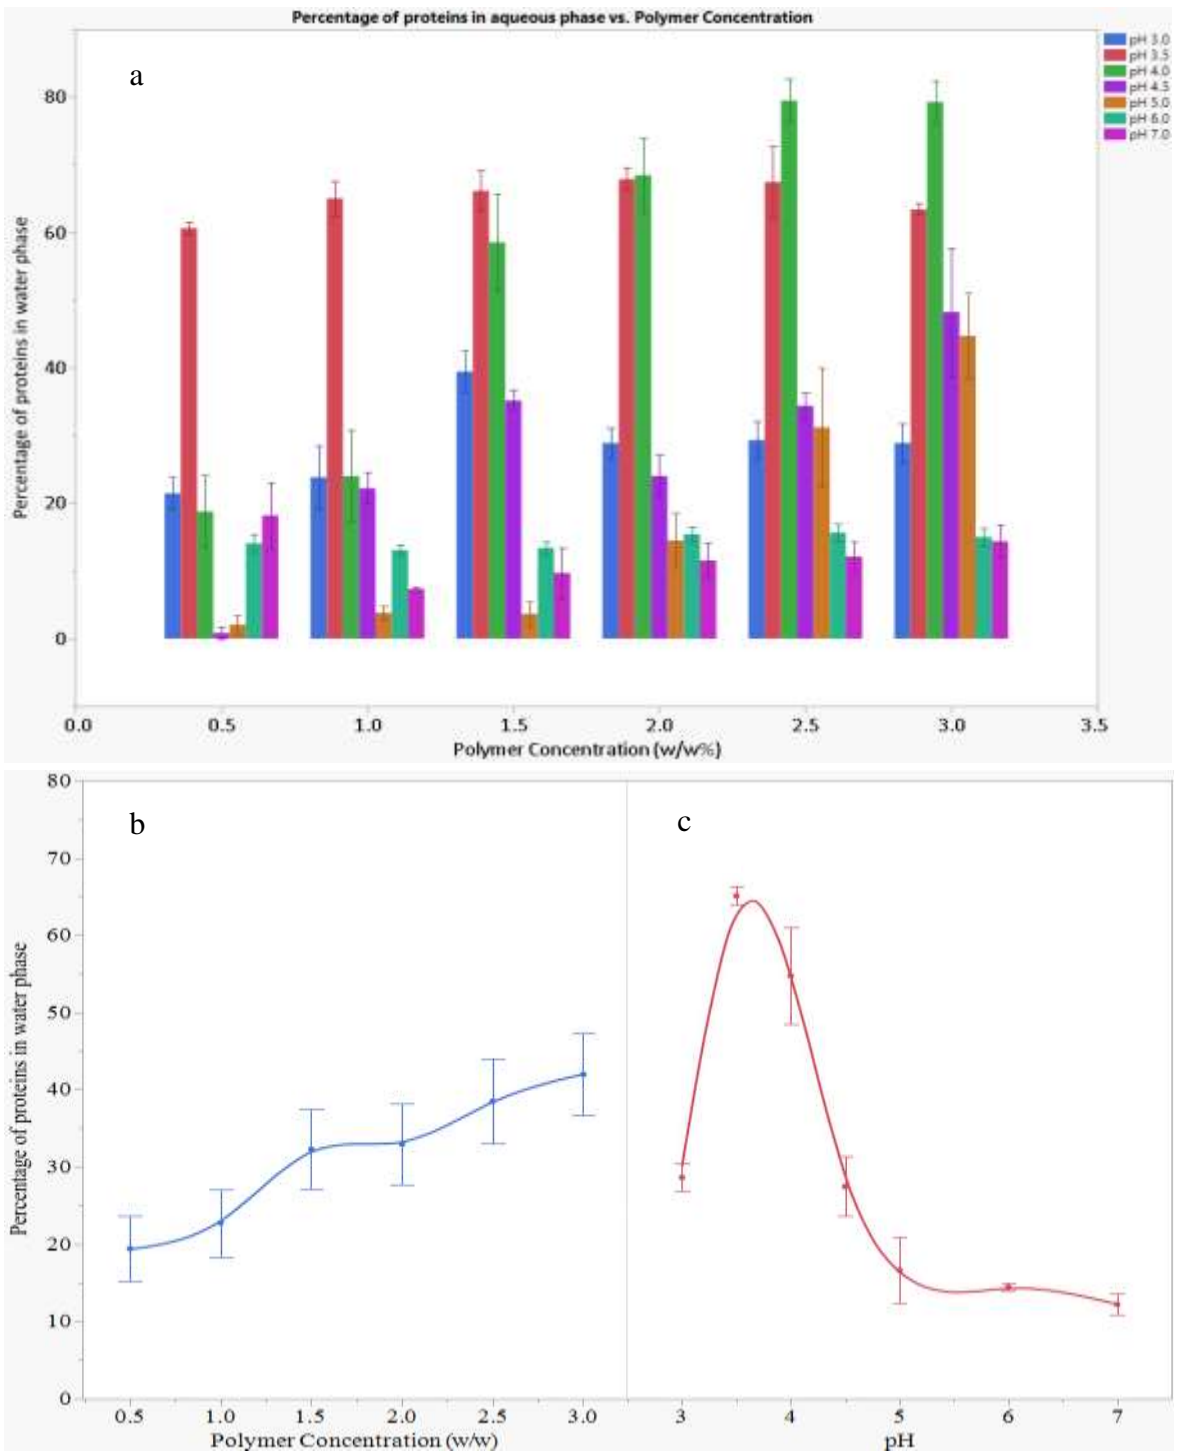 Percentage of proteins in aqueous phase vs. Polymer Concentration
a
pH 3.0
pH 3.5
pH 4.0
pH 4.5
pH 5.0
pH 6.0
pH 7.0
Percentage of proteins in water phase
80
60
40
20
0
0.0 0.5 1.0 1.5 2.0 2.5 3.0 3.5
Polymer Concentration (w/w%)
b
c
Percentage of proteins in water phase
80
70
60
50
40
30
20
10
0
0.5 1.0 1.5 2.0 2.5 3.0 3 4 5 6 7
Polymer Concentration (w/w) pH